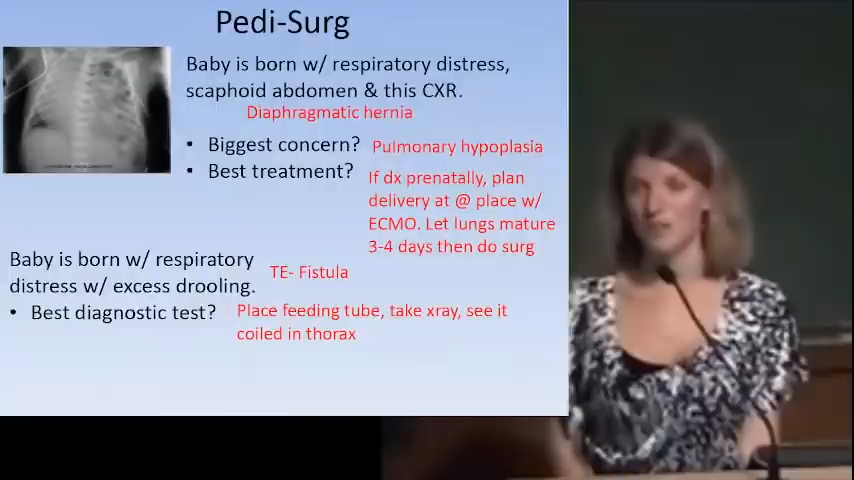 Pedi-Surg
Baby is born w/ respiratory distress,
scaphoid abdomen & this CXR.
Diaphragmatic hernia
• Biggest concern? Pulmonary hypoplasia
• Best treatment? If dx prenatally, plan
delivery at @ place w/
ECMO. Let lungs mature
3-4 days then do surg
Baby is born w/ respiratory
distress w/ excess drooling.
TE- Fistula
• Best diagnostic test? Place feeding tube, take xray, see it
coiled in thorax